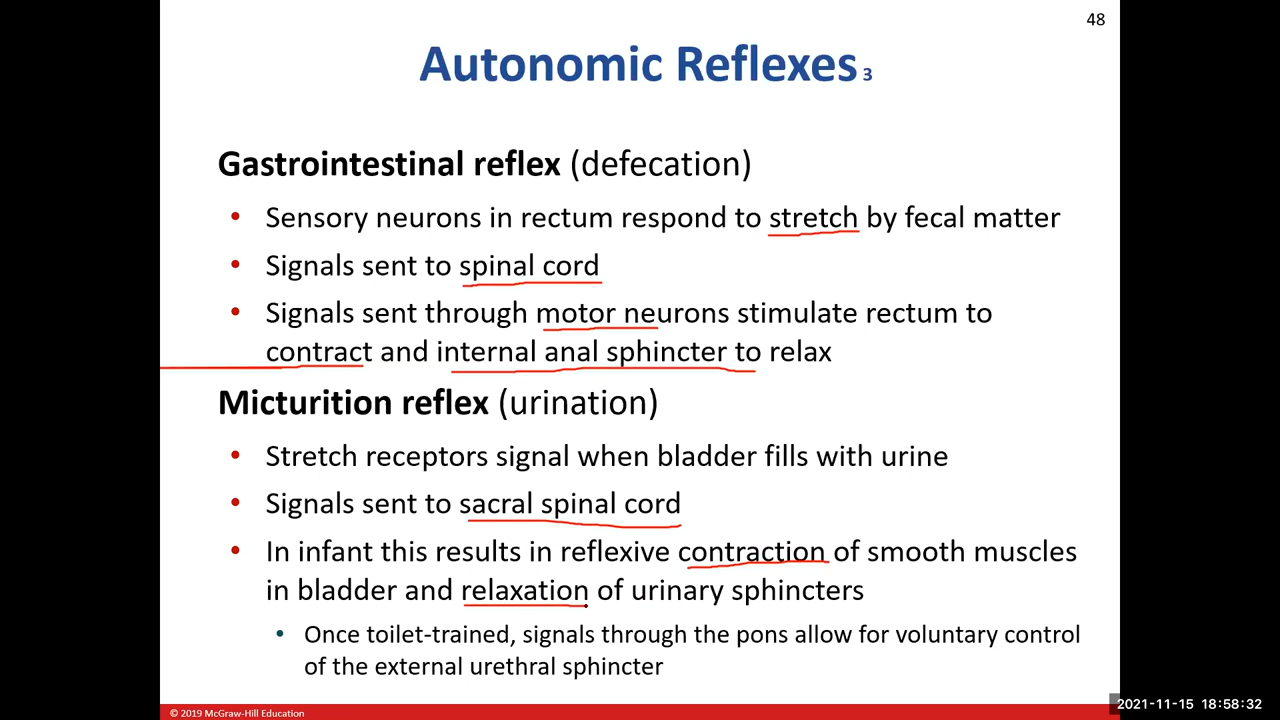 48
Autonomic Reflexes 3
Gastrointestinal reflex (defecation)
• Sensory neurons in rectum respond to stretch by fecal matter
• Signals sent to spinal cord
• Signals sent through motor neurons stimulate rectum to
contract and internal anal sphincter to relax
Micturition reflex (urination)
• Stretch receptors signal when bladder fills with urine
• Signals sent to sacral spinal cord
• In infant this results in reflexive contraction of smooth muscles
in bladder and relaxation of urinary sphincters
• Once toilet-trained, signals through the pons allow for voluntary control
of the external urethral sphincter
© 2019 McGraw-Hill Education
2021-11-15 18:58:32